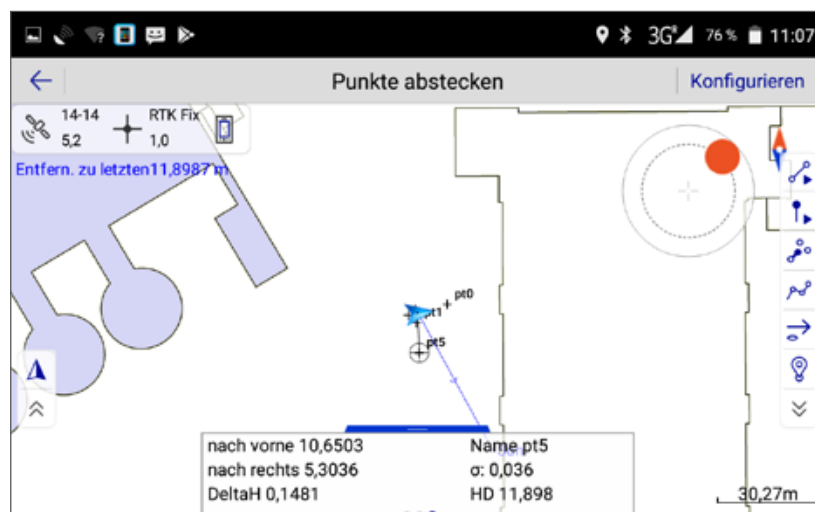 3G 76 % 11:07
Punkte abstecken Konfigurieren
14-14 RTK Fix
5,2 1,0
Entfern. zu letzten11,8987 m
pt0
pt1
pt5
nach vorne 10,6503 Name pt5
nach rechts 5,3036 σ: 0,036
DeltaH 0,1481 HD 11,898
30,27m